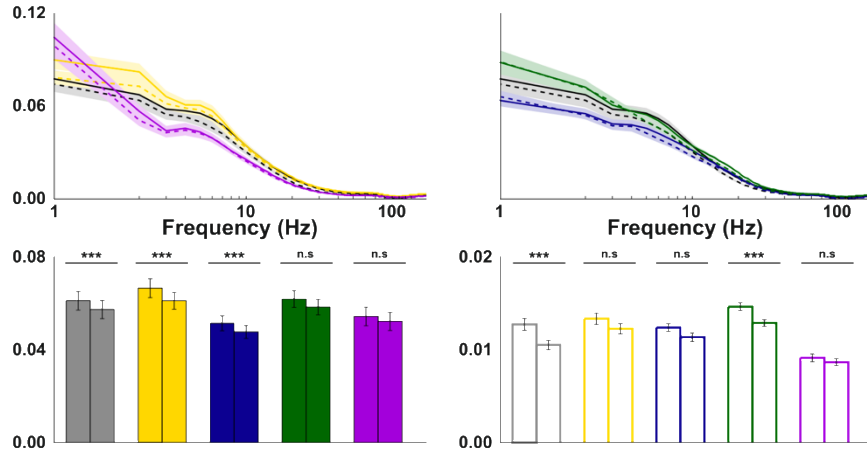 0.12
0.06
0.00
1 10 100
Frequency (Hz)
1 10 100
Frequency (Hz)
0.08
0.04
0.00
*** *** *** n.s n.s
0.02
0.01
0.00
*** n.s n.s *** n.s